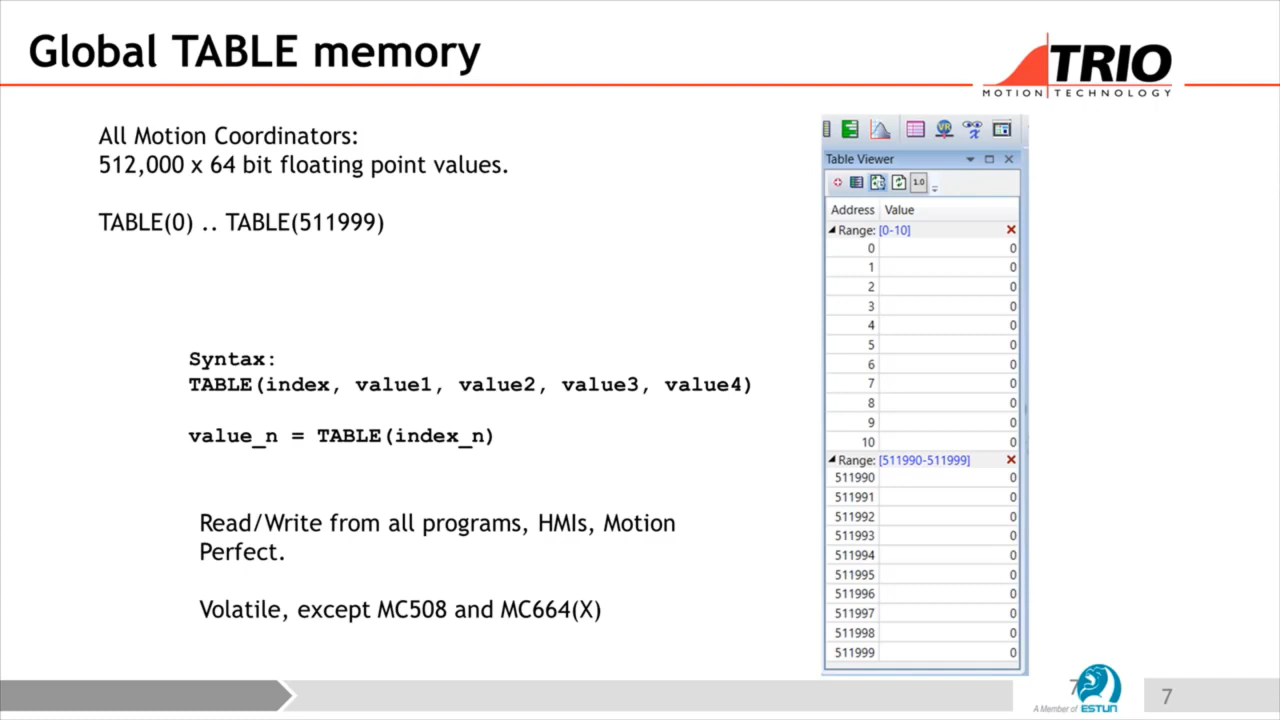 Global TABLE memory
TRIO
MOTION TECHNOLOGY
All Motion Coordinators:
512,000 x 64 bit floating point values.
TABLE(0) .. TABLE(511999)
Syntax:
TABLE(index, value1, value2, value3, value4)
value_n = TABLE(index_n)
Read/Write from all programs, HMIs, Motion
Perfect.
Volatile, except MC508 and MC664(X)
VR
Table Viewer
1.0
Address Value
Range: [0-10]
0 0
1 0
2 0
3 0
4 0
5 0
6 0
7 0
8 0
9 0
10 0
Range: [511990-511999]
511990 0
511991 0
511992 0
511993 0
511994 0
511995 0
511996 0
511997 0
511998 0
511999 0
7
A Member of ESTUN
7